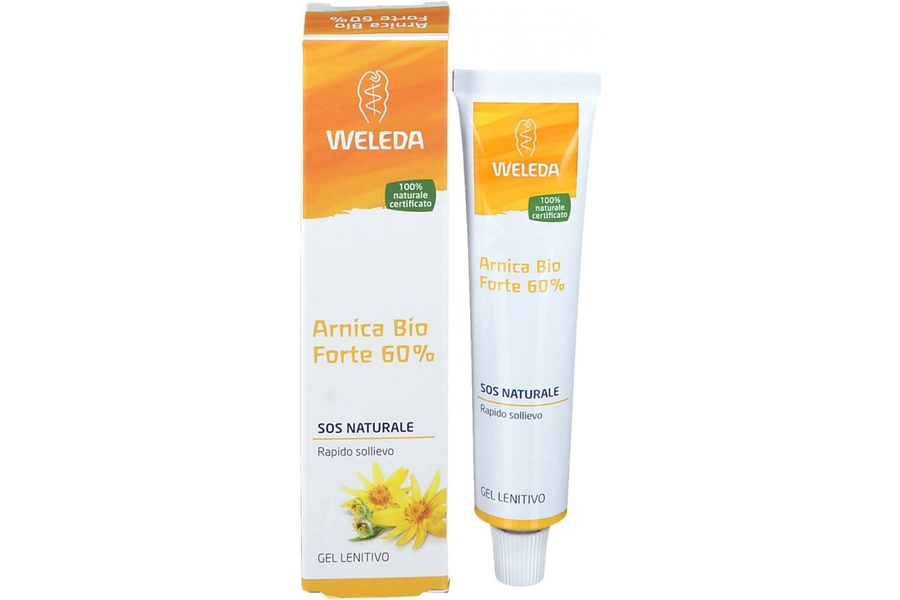 Arnica Bio
Forte 60%
WELEDA
100%
naturale
certificato
Arnica Bio
Forte 60%
SOS NATURALE
Rapido sollievo
GEL LENITIVO
WELEDA
100%
naturale
certificato
Arnica Bio
Forte 60%
SOS NATURALE
Rapido sollievo
GEL LENITIVO